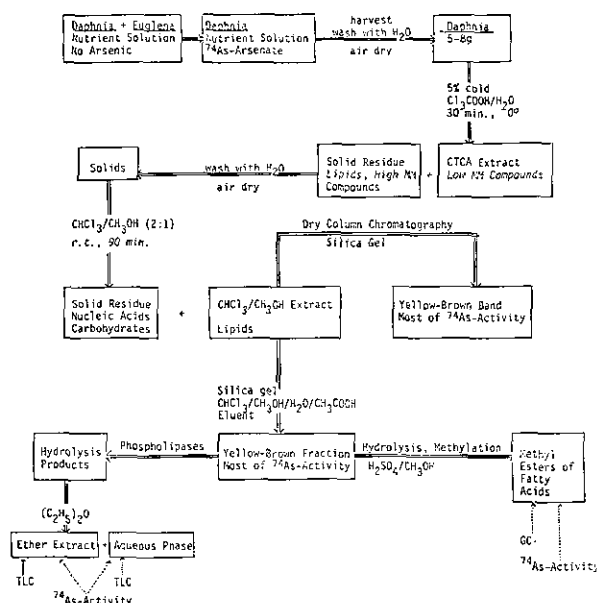 Daphnia + Euglena
Nutrient Solution
No Arsenic
Daphnia
Nutrient Solution
74As-Arsenate
harvest
wash with H2O
air dry
Daphnia
5-8g
5% cold
Cl3COOH/H2O
30 min., 0º
Solids
wash with H2O
air dry
Solid Residue
Lipids, High MM
Compounds
+
CTCA Extract
Low MM Compounds
CHCl3/CH3OH (2:1)
r.t., 90 min.
Dry Column Chromatography
Silica Gel
Solid Residue
Nucleic Acids
Carbohydrates
+
CHCl3/CH3OH Extract
Lipids
Yellow-Brown Band
Most of 74As-Activity
Silica gel
CHCl3/CH3OH/H2O/CH3COOH
Eluent
Hydrolysis
Products
Phospholipases
Yellow-Brown Fraction
Most of 74As-Activity
Hydrolysis, Methylation
H2SO4/CH3OH
Methyl
Esters of
Fatty
Acids
(C2H5)2O
Ether Extract
Aqueous Phase
GC
74As-Activity
TLC
TLC
74As-Activity